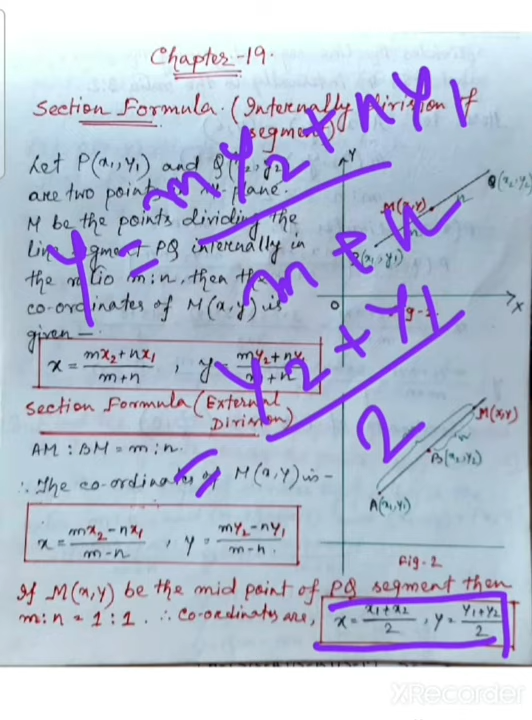 Chapter-19.
Section Formula. (Internally Division of
segment)
Let P(x₁,y₁) and Q(x₂,y₂)
are two point plane.
M be the points dividing the
line segment PQ internally in
the ratio m:n, then the
co-ordinates of M(x,y) is
given -
x = mx₂+nx₁/m+n , y = my₂+ny₁/m+n
Section Formula (External
Division)
AM : BM = m:n.
∴ The co-ordinates of M(x,y) is-
x = mx₂-nx₁/m-n , y = my₂-ny₁/m-n.
If M(x,y) be the mid point of PQ segment then
m:n = 1:1. ∴ Co-ordinates are, x = x₁+x₂/2 , y = y₁+y₂/2
Y
Q(x₂,y₂)
n
M(x,y)
P(x₁,y₁)
O
X
M(x,y)
n
B(x₂,y₂)
A(x₁,y₁)
Fig-2
y = my₂+ny₁/m+n
= y₂+y₁/2
XRecorder